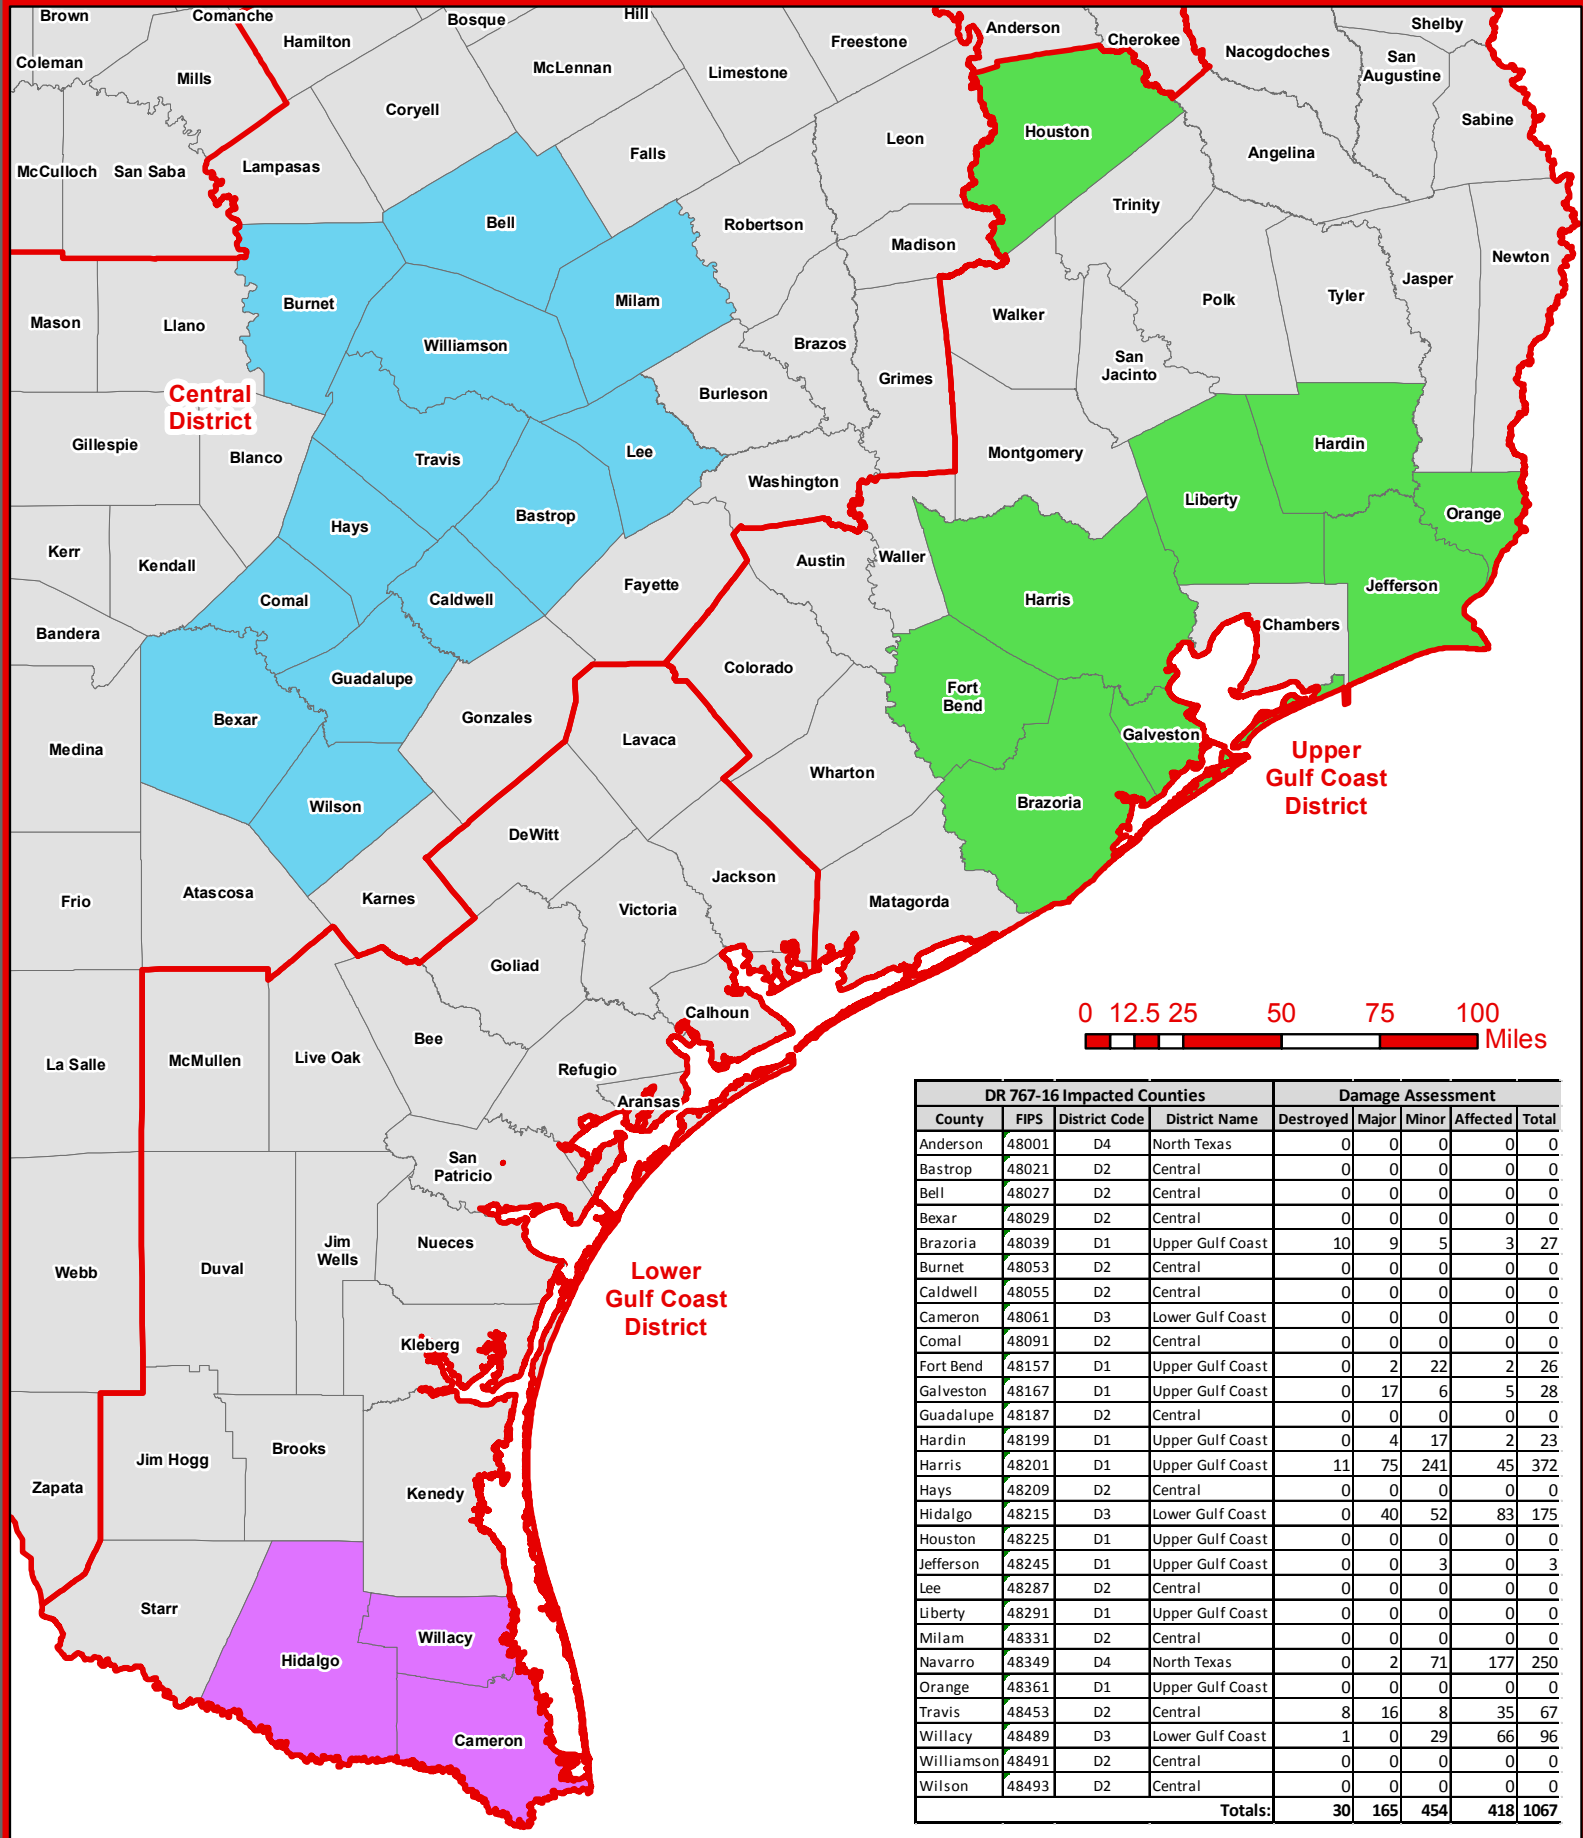 Brown
Comanche
Bosque
Hill
Anderson
Cherokee
Shelby
Hamilton
Freestone
Nacogdoches
San
Augustine
Coleman
Mills
McLennan
Limestone
Coryell
Sabine
Houston
Leon
Angelina
Falls
McCulloch
San Saba
Lampasas
Trinity
Bell
Robertson
Madison
Newton
Jasper
Burnet
Milam
Polk
Tyler
Walker
Mason
Llano
Williamson
Brazos
San
Jacinto
Grimes
Burleson
Central
District
Gillespie
Blanco
Travis
Lee
Montgomery
Hardin
Washington
Liberty
Orange
Hays
Bastrop
Kerr
Kendall
Austin
Waller
Fayette
Jefferson
Comal
Caldwell
Harris
Chambers
Bandera
Colorado
Guadalupe
Fort
Bend
Bexar
Gonzales
Lavaca
Galveston
Medina
Upper
Gulf Coast
District
Wharton
Wilson
Brazoria
DeWitt
Jackson
Atascosa
Karnes
Frio
Victoria
Matagorda
Goliad
Calhoun
0 12.5 25 50 75 100
Miles
Bee
La Salle
McMullen
Live Oak
Refugio
Aransas
San
Patricio
Jim
Wells
Nueces
Webb
Duval
Lower
Gulf Coast
District
Kleberg
Brooks
Jim Hogg
Zapata
Kenedy
Starr
Willacy
Hidalgo
Cameron
DR 767-16 Impacted Counties Damage Assessment
County FIPS District Code District Name Destroyed Major Minor Affected Total
Anderson 48001 D4 North Texas 0 0 0 0 0
Bastrop 48021 D2 Central 0 0 0 0 0
Bell 48027 D2 Central 0 0 0 0 0
Bexar 48029 D2 Central 0 0 0 0 0
Brazoria 48039 D1 Upper Gulf Coast 10 9 5 3 27
Burnet 48053 D2 Central 0 0 0 0 0
Caldwell 48055 D2 Central 0 0 0 0 0
Cameron 48061 D3 Lower Gulf Coast 0 0 0 0 0
Comal 48091 D2 Central 0 0 0 0 0
Fort Bend 48157 D1 Upper Gulf Coast 0 2 22 2 26
Galveston 48167 D1 Upper Gulf Coast 0 17 6 5 28
Guadalupe 48187 D2 Central 0 0 0 0 0
Hardin 48199 D1 Upper Gulf Coast 0 4 17 2 23
Harris 48201 D1 Upper Gulf Coast 11 75 241 45 372
Hays 48209 D2 Central 0 0 0 0 0
Hidalgo 48215 D3 Lower Gulf Coast 0 40 52 83 175
Houston 48225 D1 Upper Gulf Coast 0 0 0 0 0
Jefferson 48245 D1 Upper Gulf Coast 0 0 3 0 3
Lee 48287 D2 Central 0 0 0 0 0
Liberty 48291 D1 Upper Gulf Coast 0 0 0 0 0
Milam 48331 D2 Central 0 0 0 0 0
Navarro 48349 D4 North Texas 0 2 71 177 250
Orange 48361 D1 Upper Gulf Coast 0 0 0 0 0
Travis 48453 D2 Central 8 16 8 35 67
Willacy 48489 D3 Lower Gulf Coast 1 0 29 66 96
Williamson 48491 D2 Central 0 0 0 0 0
Wilson 48493 D2 Central 0 0 0 0 0
Totals: 30 165 454 418 1067